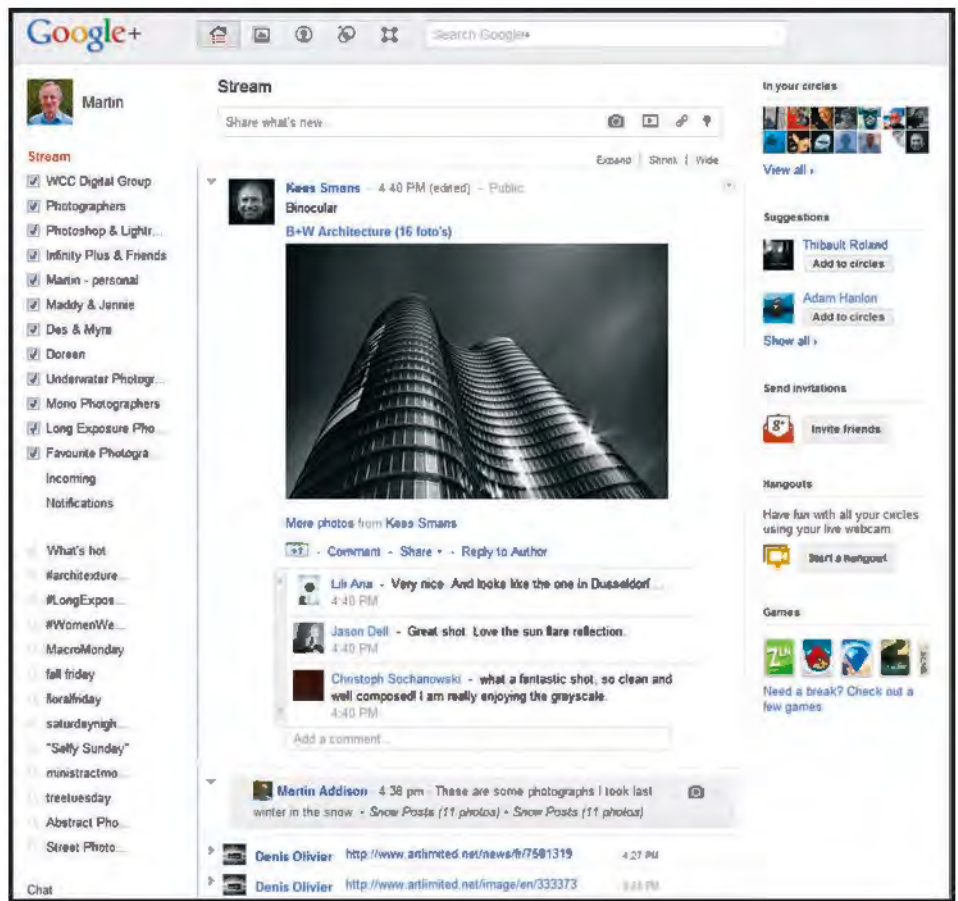 Google+
Search Google+
Martin
Stream
WCC Digital Group
Photographers
Photoshop & Lightr...
Infinity Plus & Friends
Martin - personal
Maddy & Jennie
Des & Myra
Doreen
Underwater Photogr...
Mono Photographers
Long Exposure Pho...
Favourite Photogra...
Incoming
Notifications
What's hot
#architexture...
#LongExpos...
#WomenWe...
MacroMonday
fall friday
floralfriday
saturdaynigh...
"Selfy Sunday"
ministractmo...
treetuesday
Abstract Pho...
Street Photo...
Chat
Stream
Share what's new...
Expand | Shrink | Wide
Kees Smans - 4:40 PM (edited) - Public
Binocular
B+W Architecture (16 foto's)
More photos from Kees Smans
+1 - Comment - Share - Reply to Author
Lik Ana - Very nice. And looks like the one in Dusseldorf...
4:40 PM
Jason Dell - Great shot. Love the sun flare reflection.
4:40 PM
Christoph Sochanowski - what a fantastic shot, so clean and
well composed! I am really enjoying the greyscale.
4:40 PM
Add a comment...
Martin Addison 4:38 pm These are some photographs I took last
winter in the snow • Snow Posts (11 photos) • Snow Posts (11 photos)
Denis Olivier http://www.artlimited.net/news/fr/7581319 4:27 PM
Denis Olivier http://www.artlimited.net/image/en/333373
In your circles
View all ›
Suggestions
Thibault Roland
Add to circles
Adam Hanlon
Add to circles
Show all ›
Send invitations
Invite friends
Hangouts
Have fun with all your circles
using your live webcam
Start a hangout
Games
Need a break? Check out a
few games